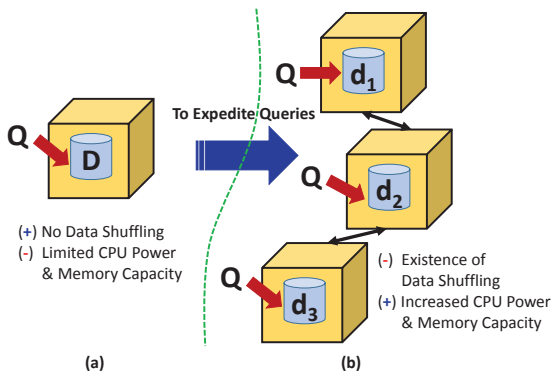 Q
D
(+) No Data Shuffling
(-) Limited CPU Power
& Memory Capacity
(a)
To Expedite Queries
Q
d1
Q
d2
Q
d3
(-) Existence of
Data Shuffling
(+) Increased CPU Power
& Memory Capacity
(b)